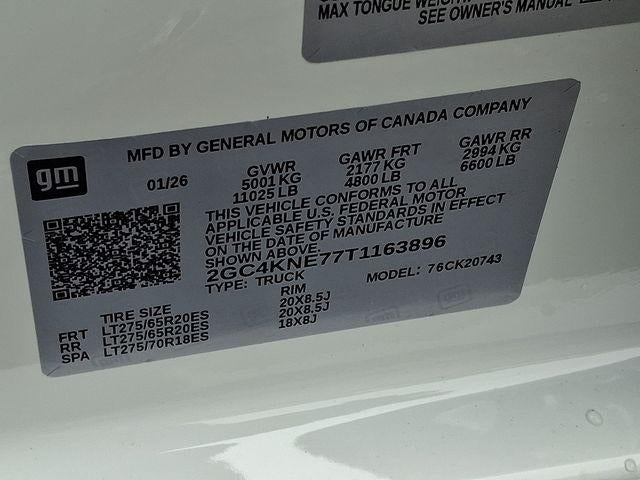 MAX TONGUE WEIGHT
SEE OWNER'S MANUAL
MFD BY GENERAL MOTORS OF CANADA COMPANY
gm
01/26
GVWR GAWR FRT GAWR RR
5001 KG 2177 KG 2994 KG
11025 LB 4800 LB 6600 LB
THIS VEHICLE CONFORMS TO ALL
APPLICABLE U.S. FEDERAL MOTOR
VEHICLE SAFETY STANDARDS IN EFFECT
ON THE DATE OF MANUFACTURE
SHOWN ABOVE.
2GC4KNE77T1163896
TYPE: TRUCK MODEL: 76CK20743
TIRE SIZE RIM
FRT LT275/65R20ES 20X8.5J
RR LT275/65R20ES 20X8.5J
SPA LT275/70R18ES 18X8J